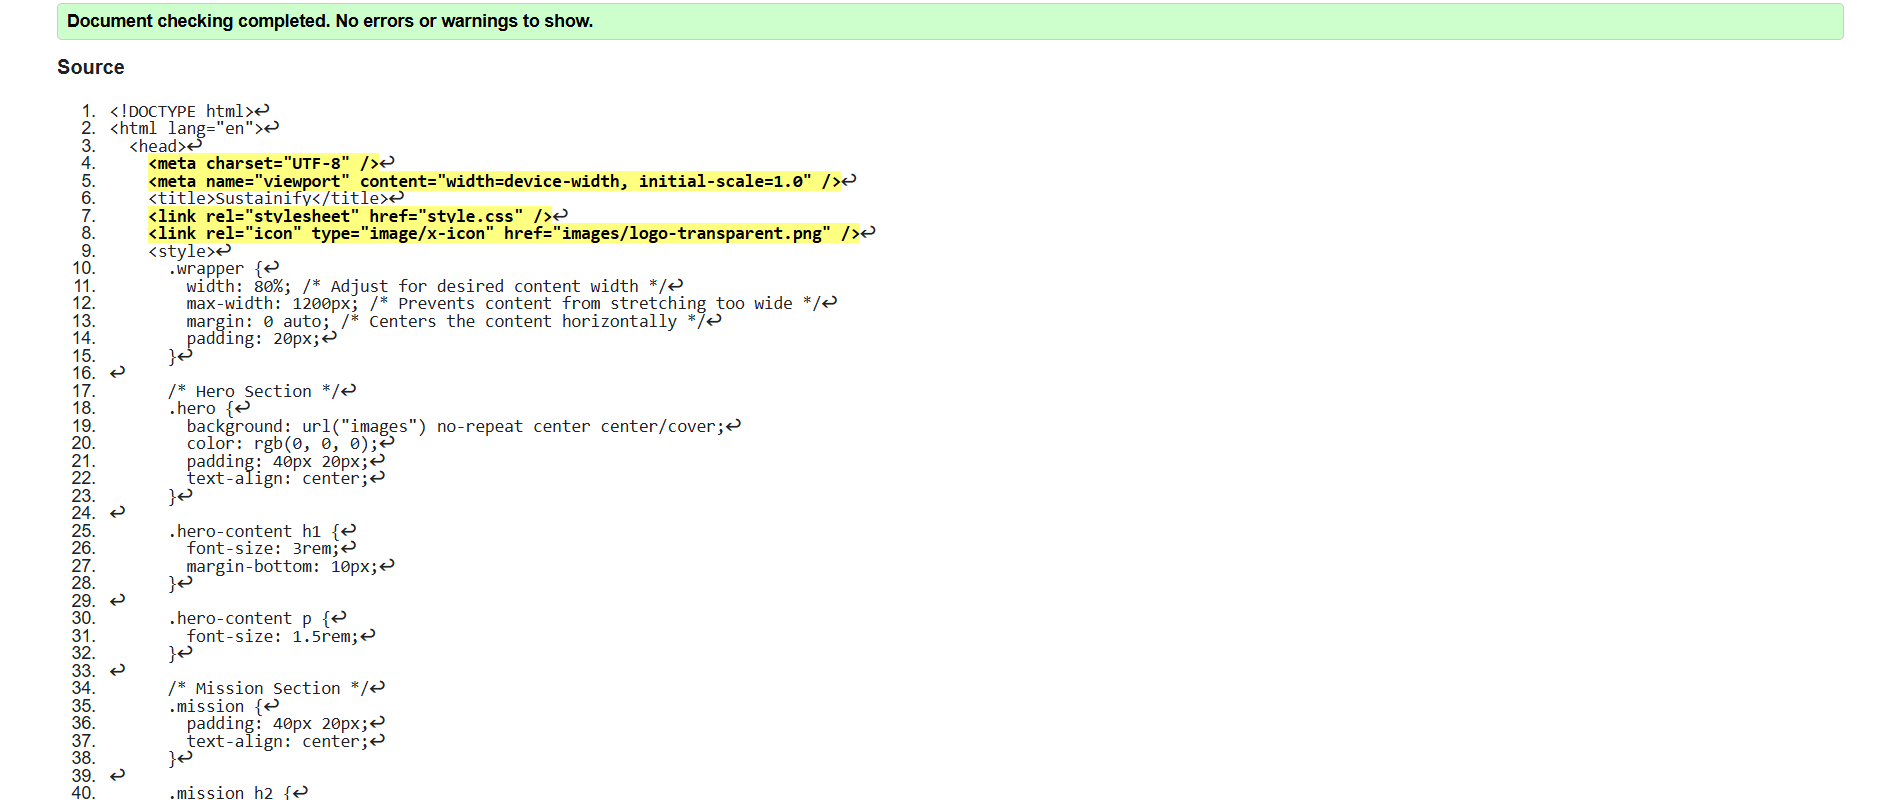 Document checking completed. No errors or warnings to show.
Source
1. <!DOCTYPE html>↩
2. <html lang="en">↩
3.   <head>↩
4.     <meta charset="UTF-8" />↩
5.     <meta name="viewport" content="width=device-width, initial-scale=1.0" />↩
6.     <title>Sustainify</title>↩
7.     <link rel="stylesheet" href="style.css" />↩
8.     <link rel="icon" type="image/x-icon" href="images/logo-transparent.png" />↩
9.     <style>↩
10.       .wrapper {↩
11.         width: 80%; /* Adjust for desired content width */↩
12.         max-width: 1200px; /* Prevents content from stretching too wide */↩
13.         margin: 0 auto; /* Centers the content horizontally */↩
14.         padding: 20px;↩
15.       }↩
16. ↩
17.       /* Hero Section */↩
18.       .hero {↩
19.         background: url("images") no-repeat center center/cover;↩
20.         color: rgb(0, 0, 0);↩
21.         padding: 40px 20px;↩
22.         text-align: center;↩
23.       }↩
24. ↩
25.       .hero-content h1 {↩
26.         font-size: 3rem;↩
27.         margin-bottom: 10px;↩
28.       }↩
29. ↩
30.       .hero-content p {↩
31.         font-size: 1.5rem;↩
32.       }↩
33. ↩
34.       /* Mission Section */↩
35.       .mission {↩
36.         padding: 40px 20px;↩
37.         text-align: center;↩
38.       }↩
39. ↩
40.       .mission h2 {↩